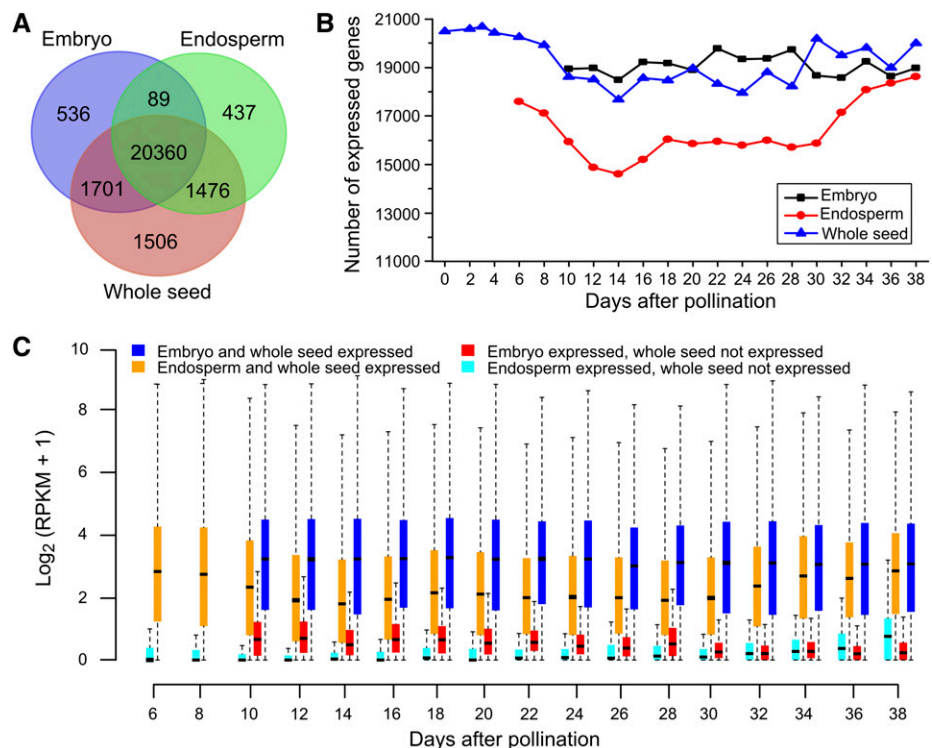 A
Embryo
Endosperm
536
89
437
20360
1701
1476
1506
Whole seed
B
Number of expressed genes
21000
19000
17000
15000
13000
11000
Embryo
Endosperm
Whole seed
0 2 4 6 8 10 12 14 16 18 20 22 24 26 28 30 32 34 36 38
Days after pollination
C
Embryo and whole seed expressed
Endosperm and whole seed expressed
Embryo expressed, whole seed not expressed
Endosperm expressed, whole seed not expressed
Log2 (RPKM + 1)
10
8
6
4
2
0
6 8 10 12 14 16 18 20 22 24 26 28 30 32 34 36 38
Days after pollination